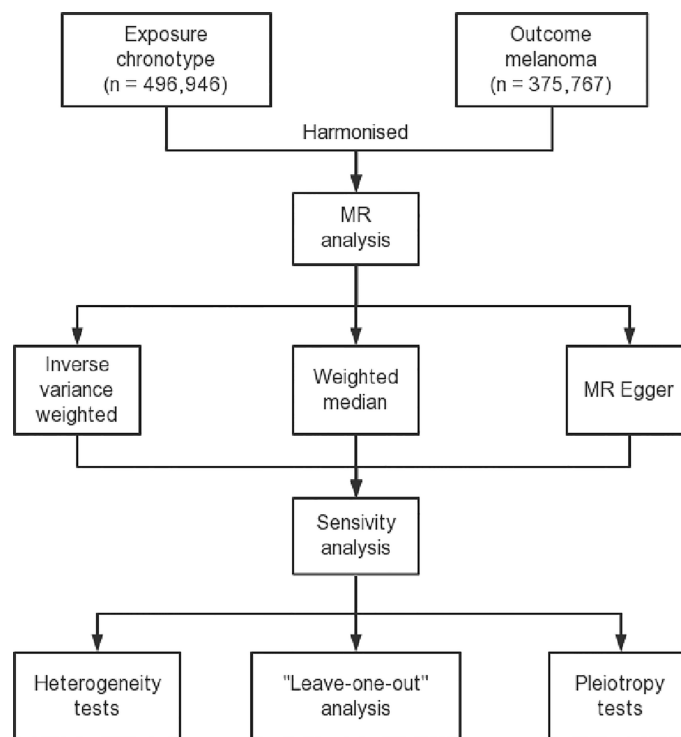 Exposure
chronotype
(n = 496,946)
Outcome
melanoma
(n = 375,767)
Harmonised
MR
analysis
Inverse
variance
weighted
Weighted
median
MR Egger
Sensivity
analysis
Heterogeneity
tests
"Leave-one-out"
analysis
Pleiotropy
tests